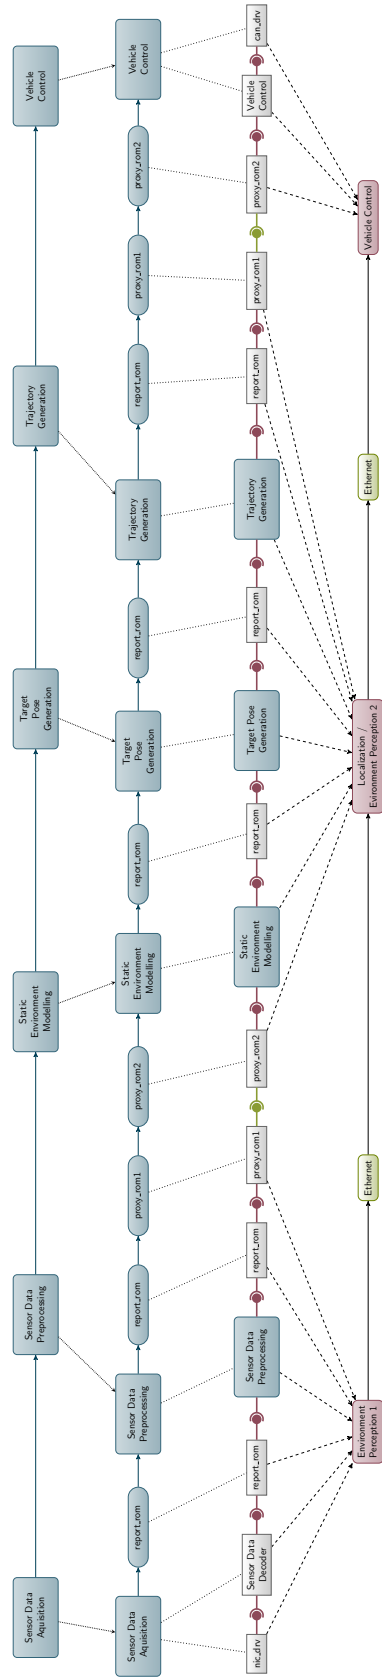 Sensor Data
Aquisition
Sensor Data
Preprocessing
Static
Environment
Modelling
Target
Pose
Generation
Trajectory
Generation
Vehicle
Control
Sensor Data
Aquisition
report_rom
Sensor Data
Preprocessing
report_rom
proxy_rom1
proxy_rom2
Static
Environment
Modelling
report_rom
Target
Pose
Generation
report_rom
Trajectory
Generation
report_rom
proxy_rom1
proxy_rom2
Vehicle
Control
nic_drv
Sensor Data
Decoder
report_rom
Sensor Data
Preprocessing
report_rom
proxy_rom1
proxy_rom2
Static
Environment
Modelling
report_rom
Target Pose
Generation
report_rom
Trajectory
Generation
report_rom
proxy_rom1
proxy_rom2
Vehicle
Control
can_drv
Environment
Perception 1
Ethernet
Localization /
Evironment Perception 2
Ethernet
Vehicle Control